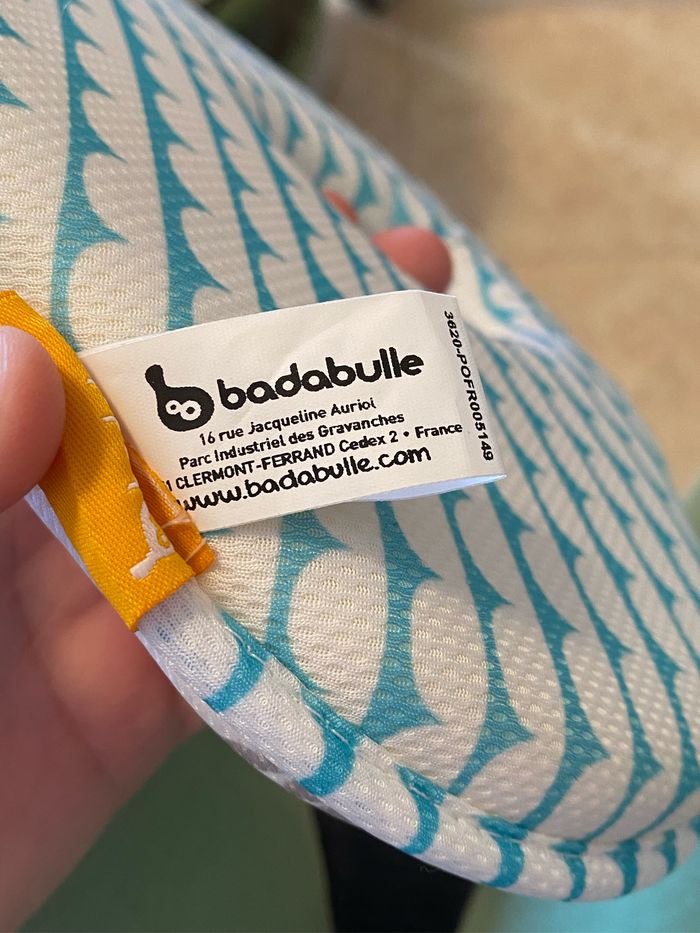 badabulle
16 rue Jacqueline Auriol
Parc Industriel des Gravanches
1 CLERMONT-FERRAND Cedex 2 • France
www.badabulle.com
3620-POFR005149